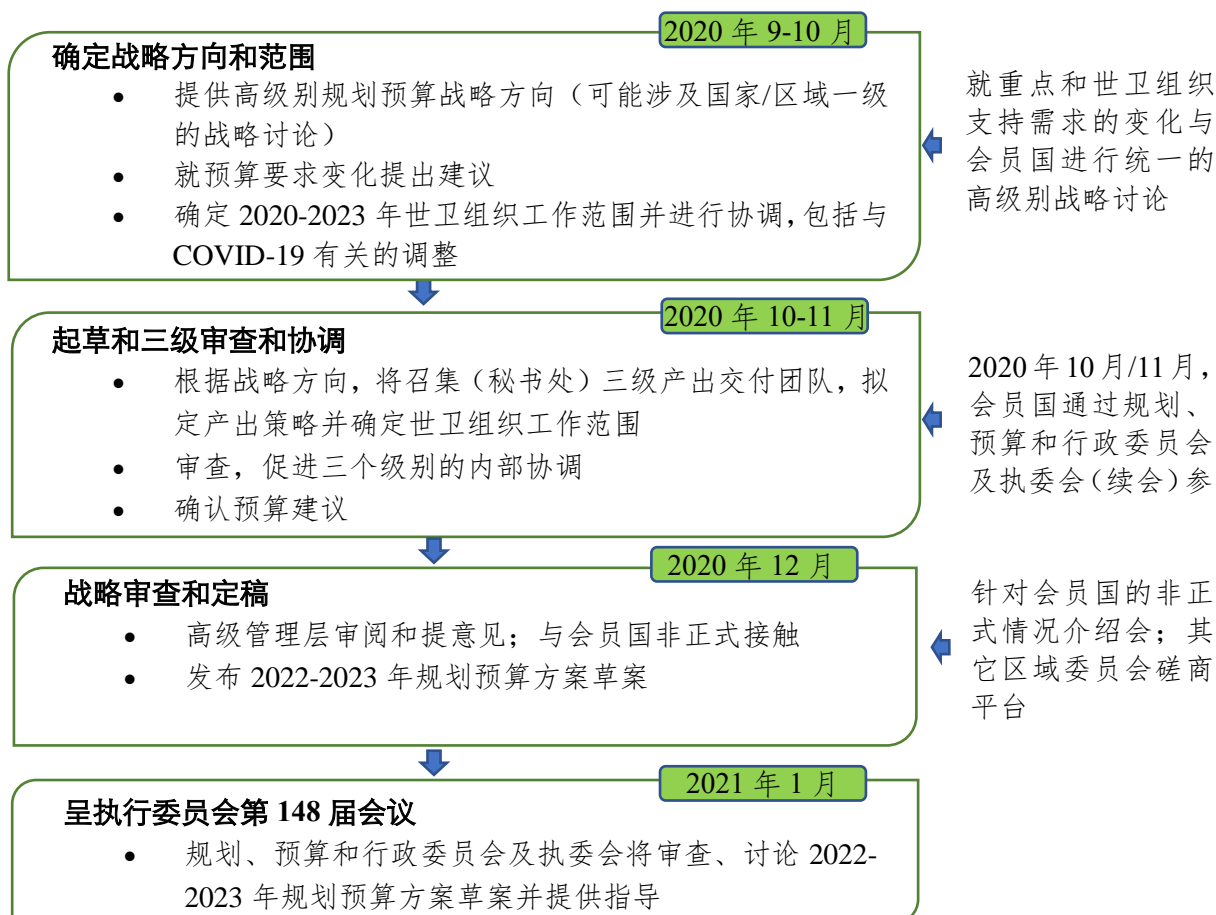 2020 年 9-10 月
确定战略方向和范围
• 提供高级别规划预算战略方向（可能涉及国家/区域一级
的战略讨论）
• 就预算要求变化提出建议
• 确定 2020-2023 年世卫组织工作范围并进行协调，包括与
COVID-19 有关的调整
就重点和世卫组织
支持需求的变化与
会员国进行统一的
高级别战略讨论
2020 年 10-11 月
起草和三级审查和协调
• 根据战略方向，将召集（秘书处）三级产出交付团队，拟
定产出策略并确定世卫组织工作范围
• 审查，促进三个级别的内部协调
• 确认预算建议
2020 年 10 月/11 月，
会员国通过规划、
预算和行政委员会
及执委会（续会）参
2020 年 12 月
战略审查和定稿
• 高级管理层审阅和提意见；与会员国非正式接触
• 发布 2022-2023 年规划预算方案草案
针对会员国的非正
式情况介绍会；其
它区域委员会磋商
平台
2021 年 1 月
呈执行委员会第 148 届会议
• 规划、预算和行政委员会及执委会将审查、讨论 2022-
2023 年规划预算方案草案并提供指导